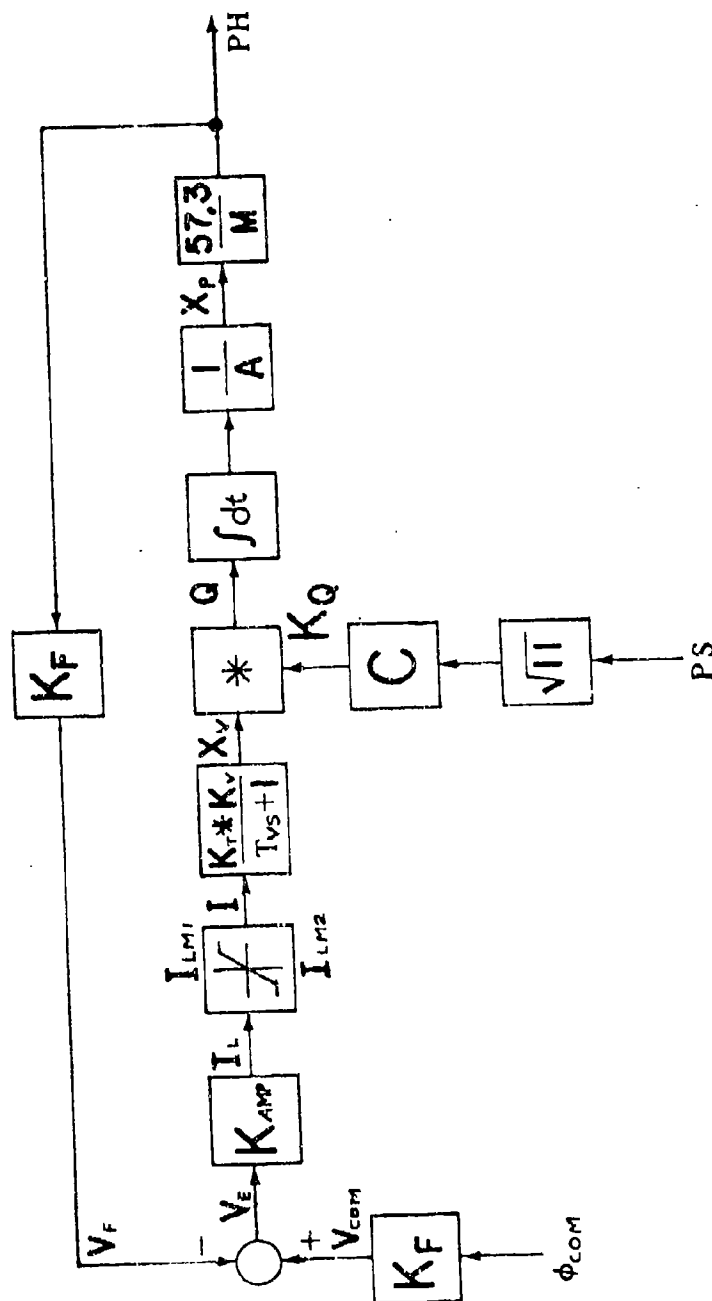 PH
57.3
M
X_P
1
A
∫dt
Q
K_F
K_Q
*
C
√||
PS
X_V
K_T*K_V
T_VS+1
I
I_LM1
I_LM2
I_L
K_AMP
V_F
V_E
-
+
V_COM
K_F
φ_COM